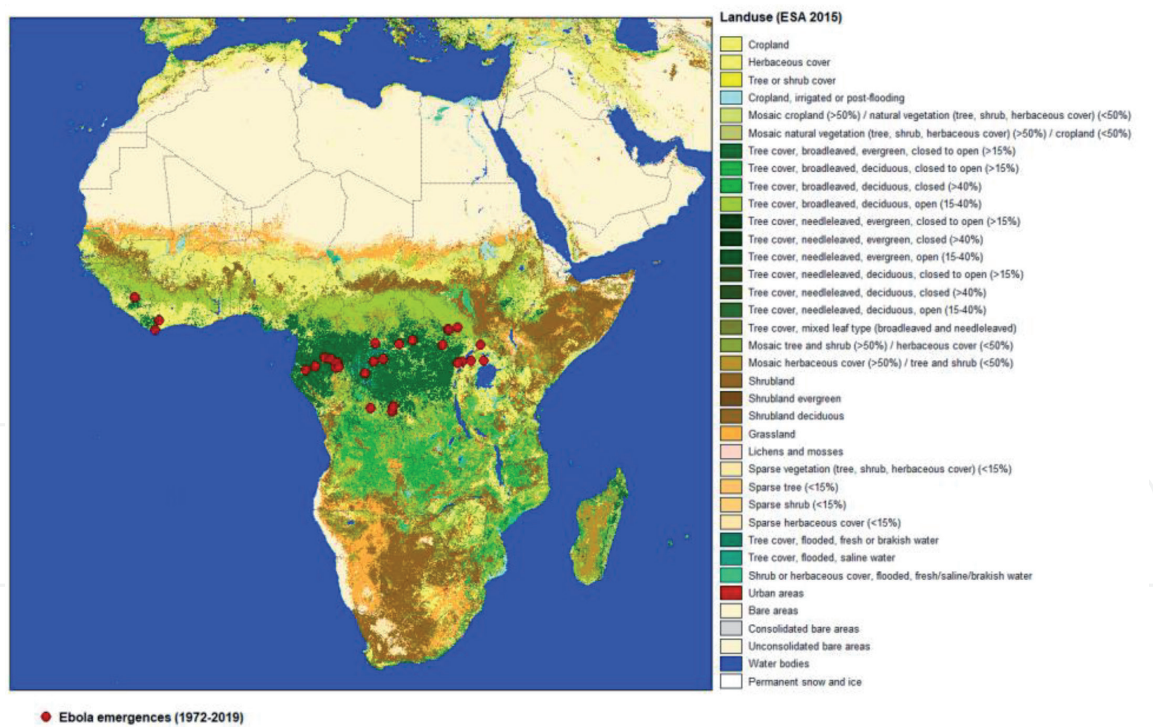 Landuse (ESA 2015)
Cropland
Herbaceous cover
Tree or shrub cover
Cropland, irrigated or post-flooding
Mosaic cropland (>50%) / natural vegetation (tree, shrub, herbaceous cover) (<50%)
Mosaic natural vegetation (tree, shrub, herbaceous cover) (>50%) / cropland (<50%)
Tree cover, broadleaved, evergreen, closed to open (>15%)
Tree cover, broadleaved, deciduous, closed to open (>15%)
Tree cover, broadleaved, deciduous, closed (>40%)
Tree cover, broadleaved, deciduous, open (15-40%)
Tree cover, needleleaved, evergreen, closed to open (>15%)
Tree cover, needleleaved, evergreen, closed (>40%)
Tree cover, needleleaved, evergreen, open (15-40%)
Tree cover, needleleaved, deciduous, closed to open (>15%)
Tree cover, needleleaved, deciduous, closed (>40%)
Tree cover, needleleaved, deciduous, open (15-40%)
Tree cover, mixed leaf type (broadleaved and needleleaved)
Mosaic tree and shrub (>50%) / herbaceous cover (<50%)
Mosaic herbaceous cover (>50%) / tree and shrub (<50%)
Shrubland
Shrubland evergreen
Shrubland deciduous
Grassland
Lichens and mosses
Sparse vegetation (tree, shrub, herbaceous cover) (<15%)
Sparse tree (<15%)
Sparse shrub (<15%)
Sparse herbaceous cover (<15%)
Tree cover, flooded, fresh or brakish water
Tree cover, flooded, saline water
Shrub or herbaceous cover, flooded, fresh/saline/brakish water
Urban areas
Bare areas
Consolidated bare areas
Unconsolidated bare areas
Water bodies
Permanent snow and ice
Ebola emergences (1972-2019)